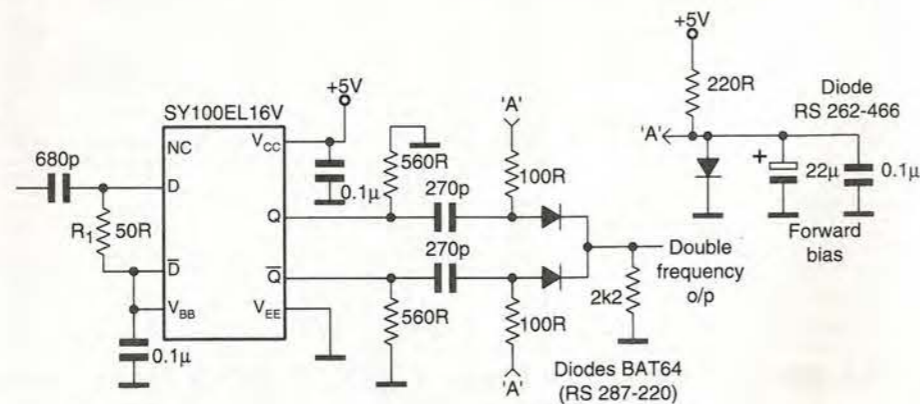 +5V
220R
Diode
RS 262-466
'A'
+
22µ
0.1µ
Forward
bias
+5V
SY100EL16V
NC
VCC
680p
D
0.1µ
560R
'A'
100R
270p
Q
R1
50R
270p
D
Q
VBB
VEE
560R
100R
2k2
Double
frequency
o/p
0.1µ
'A'
Diodes BAT64
(RS 287-220)